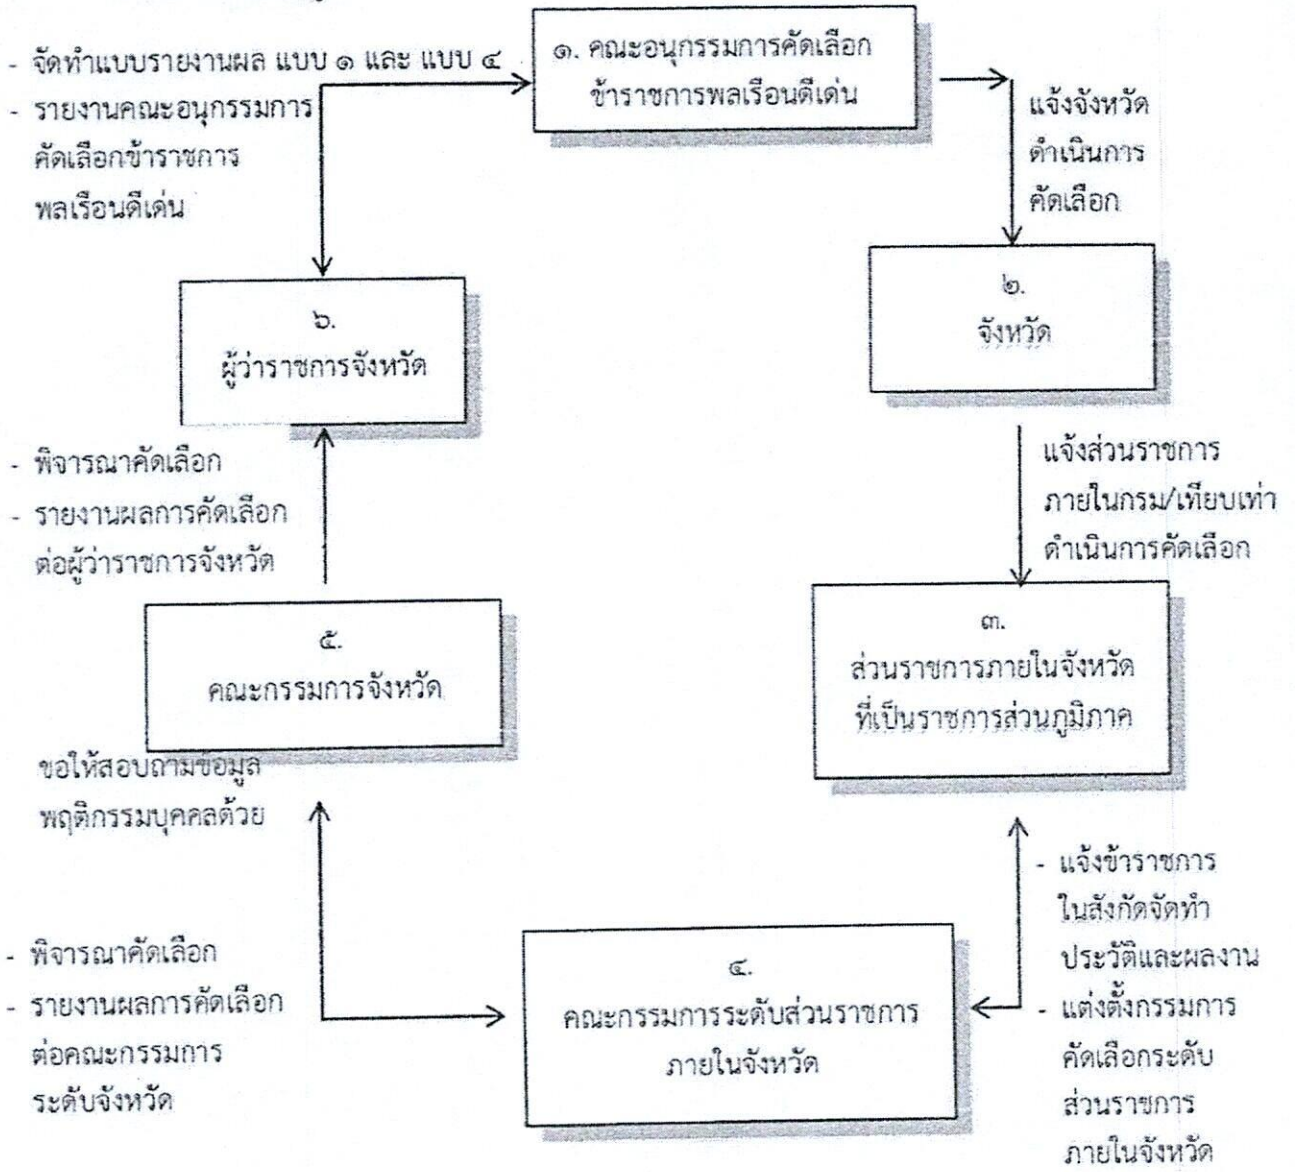 - จัดทำแบบรายงานผล แบบ ๑ และ แบบ ๔
- รายงานคณะอนุกรรมการ
คัดเลือกข้าราชการ
พลเรือนดีเด่น
๑. คณะอนุกรรมการคัดเลือก
ข้าราชการพลเรือนดีเด่น
แจ้งจังหวัด
ดำเนินการ
คัดเลือก
๒.
จังหวัด
แจ้งส่วนราชการ
ภายในกรม/เทียบเท่า
ดำเนินการคัดเลือก
๓.
ส่วนราชการภายในจังหวัด
ที่เป็นราชการส่วนภูมิภาค
- แจ้งข้าราชการ
ในสังกัดจัดทำ
ประวัติและผลงาน
- แต่งตั้งกรรมการ
คัดเลือกระดับ
ส่วนราชการ
ภายในจังหวัด
๔.
คณะกรรมการระดับส่วนราชการ
ภายในจังหวัด
- พิจารณาคัดเลือก
- รายงานผลการคัดเลือก
ต่อคณะกรรมการ
ระดับจังหวัด
ขอให้สอบถามข้อมูล
พฤติกรรมบุคคลด้วย
๕.
คณะกรรมการจังหวัด
- พิจารณาคัดเลือก
- รายงานผลการคัดเลือก
ต่อผู้ว่าราชการจังหวัด
๖.
ผู้ว่าราชการจังหวัด